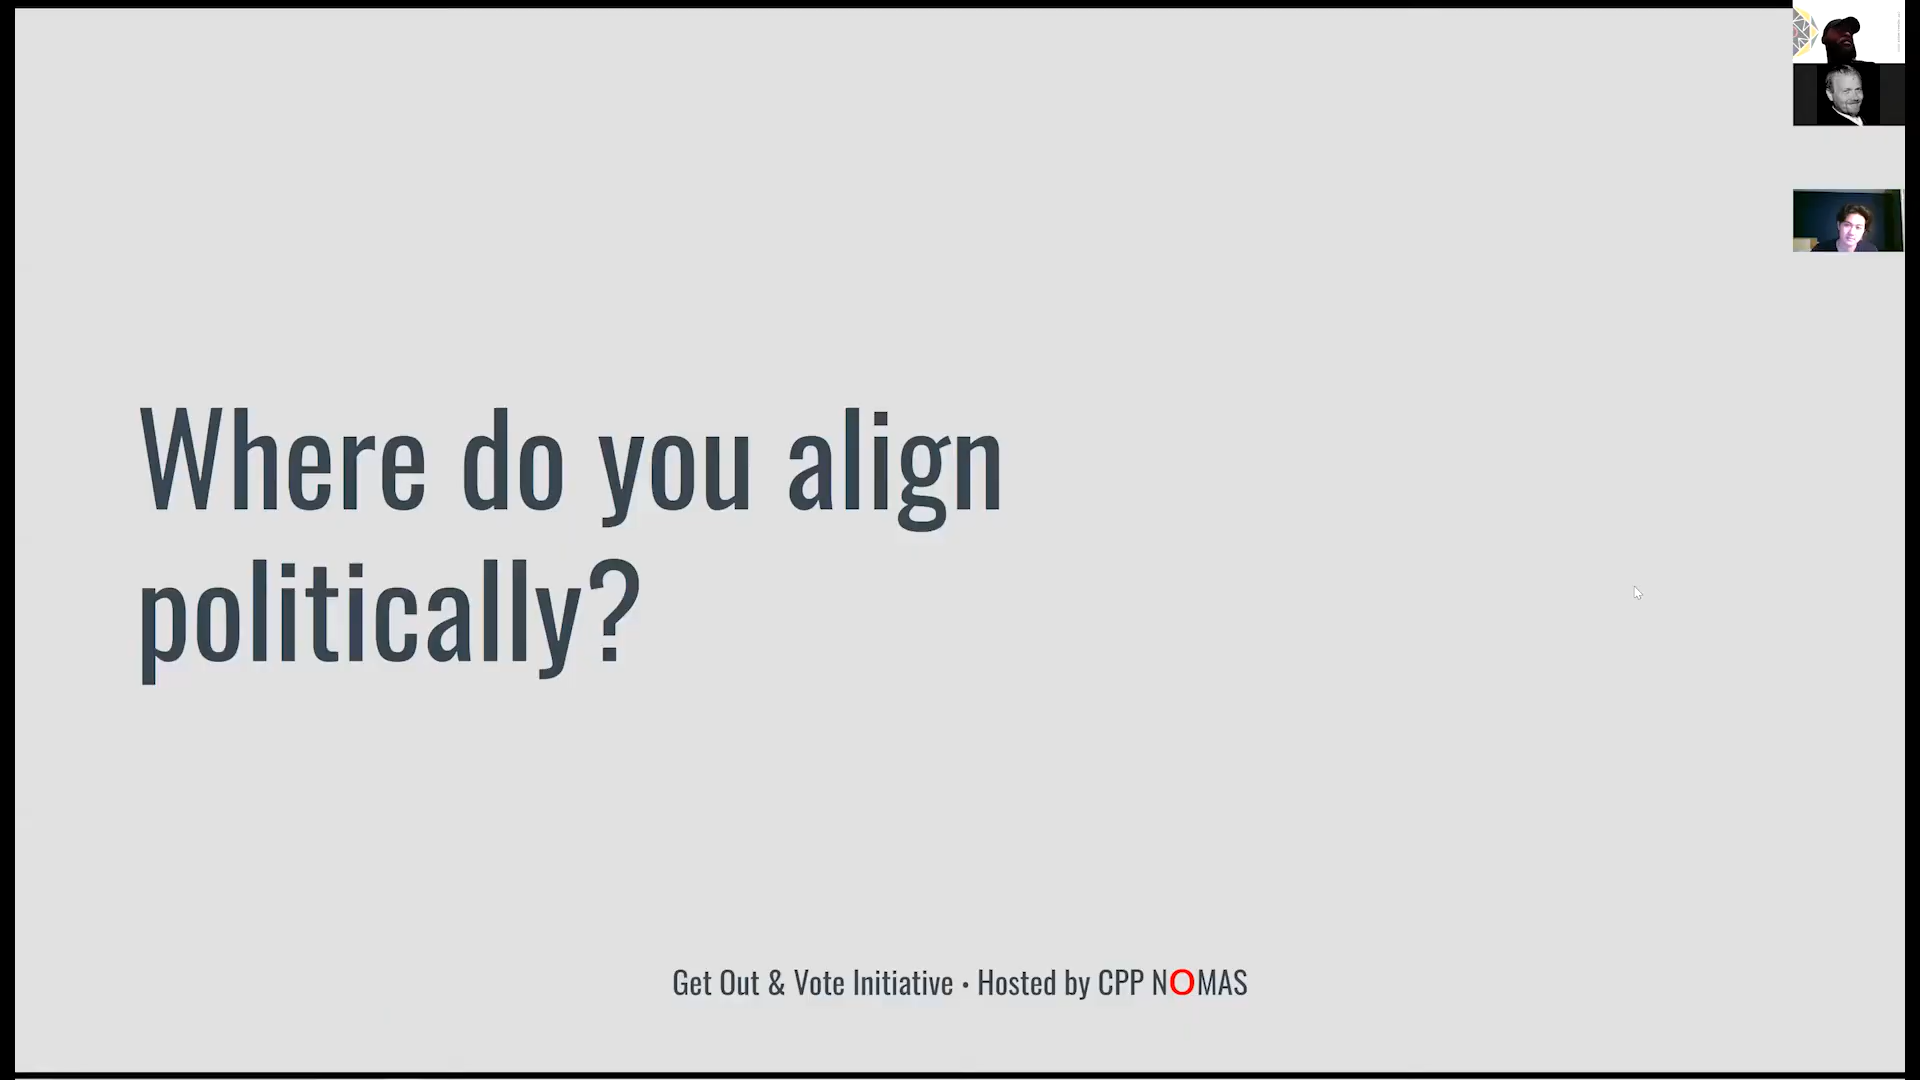 Where do you align
politically?
Get Out & Vote Initiative • Hosted by CPP NOMAS